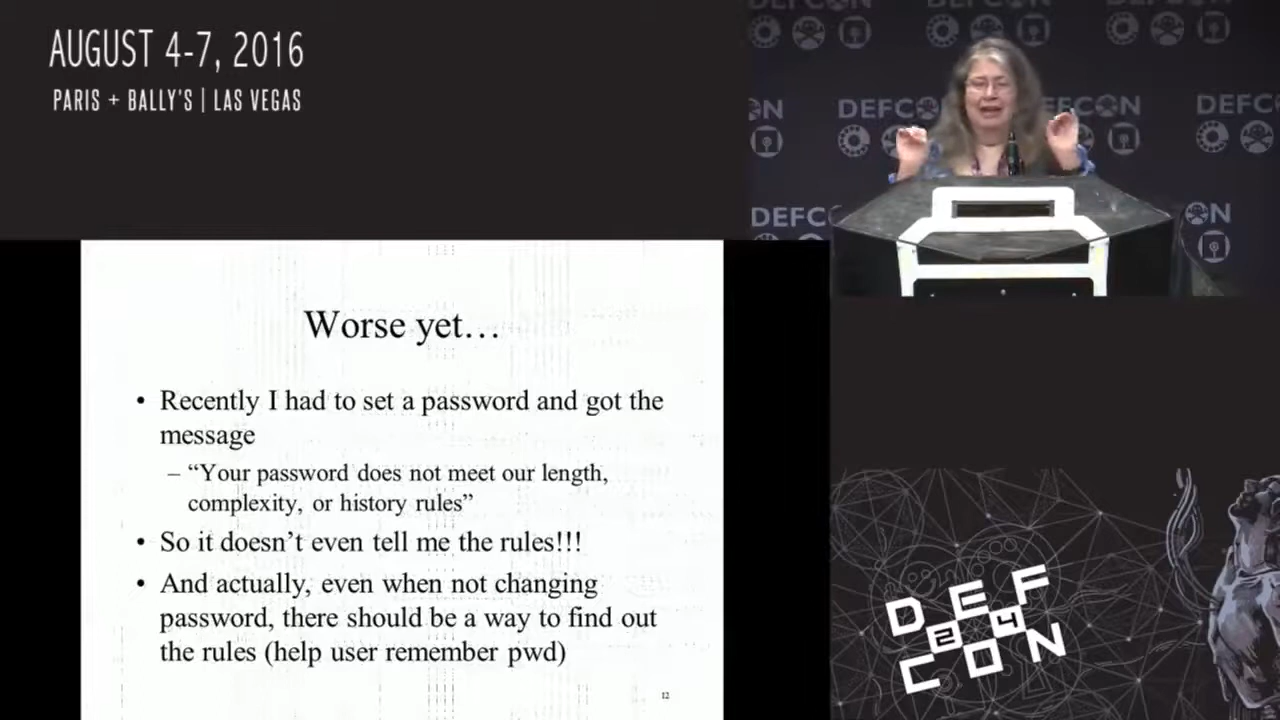 AUGUST 4-7, 2016
PARIS + BALLY'S | LAS VEGAS
DEFCON
DEFCON
DEFCON
Worse yet…
• Recently I had to set a password and got the
message
– “Your password does not meet our length,
complexity, or history rules”
• So it doesn’t even tell me the rules!!!
• And actually, even when not changing
password, there should be a way to find out
the rules (help user remember pwd)
12
DEF
24
CON